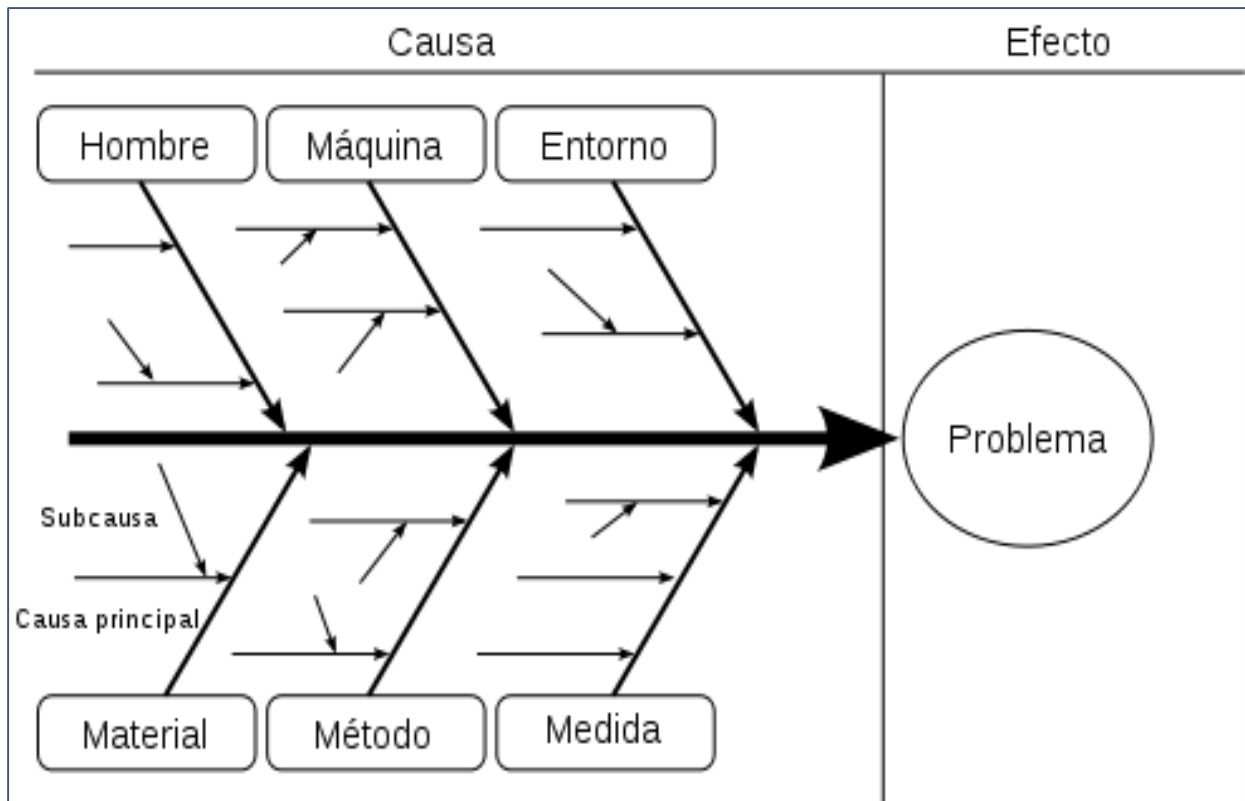 Causa
Efecto
Hombre
Máquina
Entorno
Problema
Subcausa
Causa principal
Material
Método
Medida